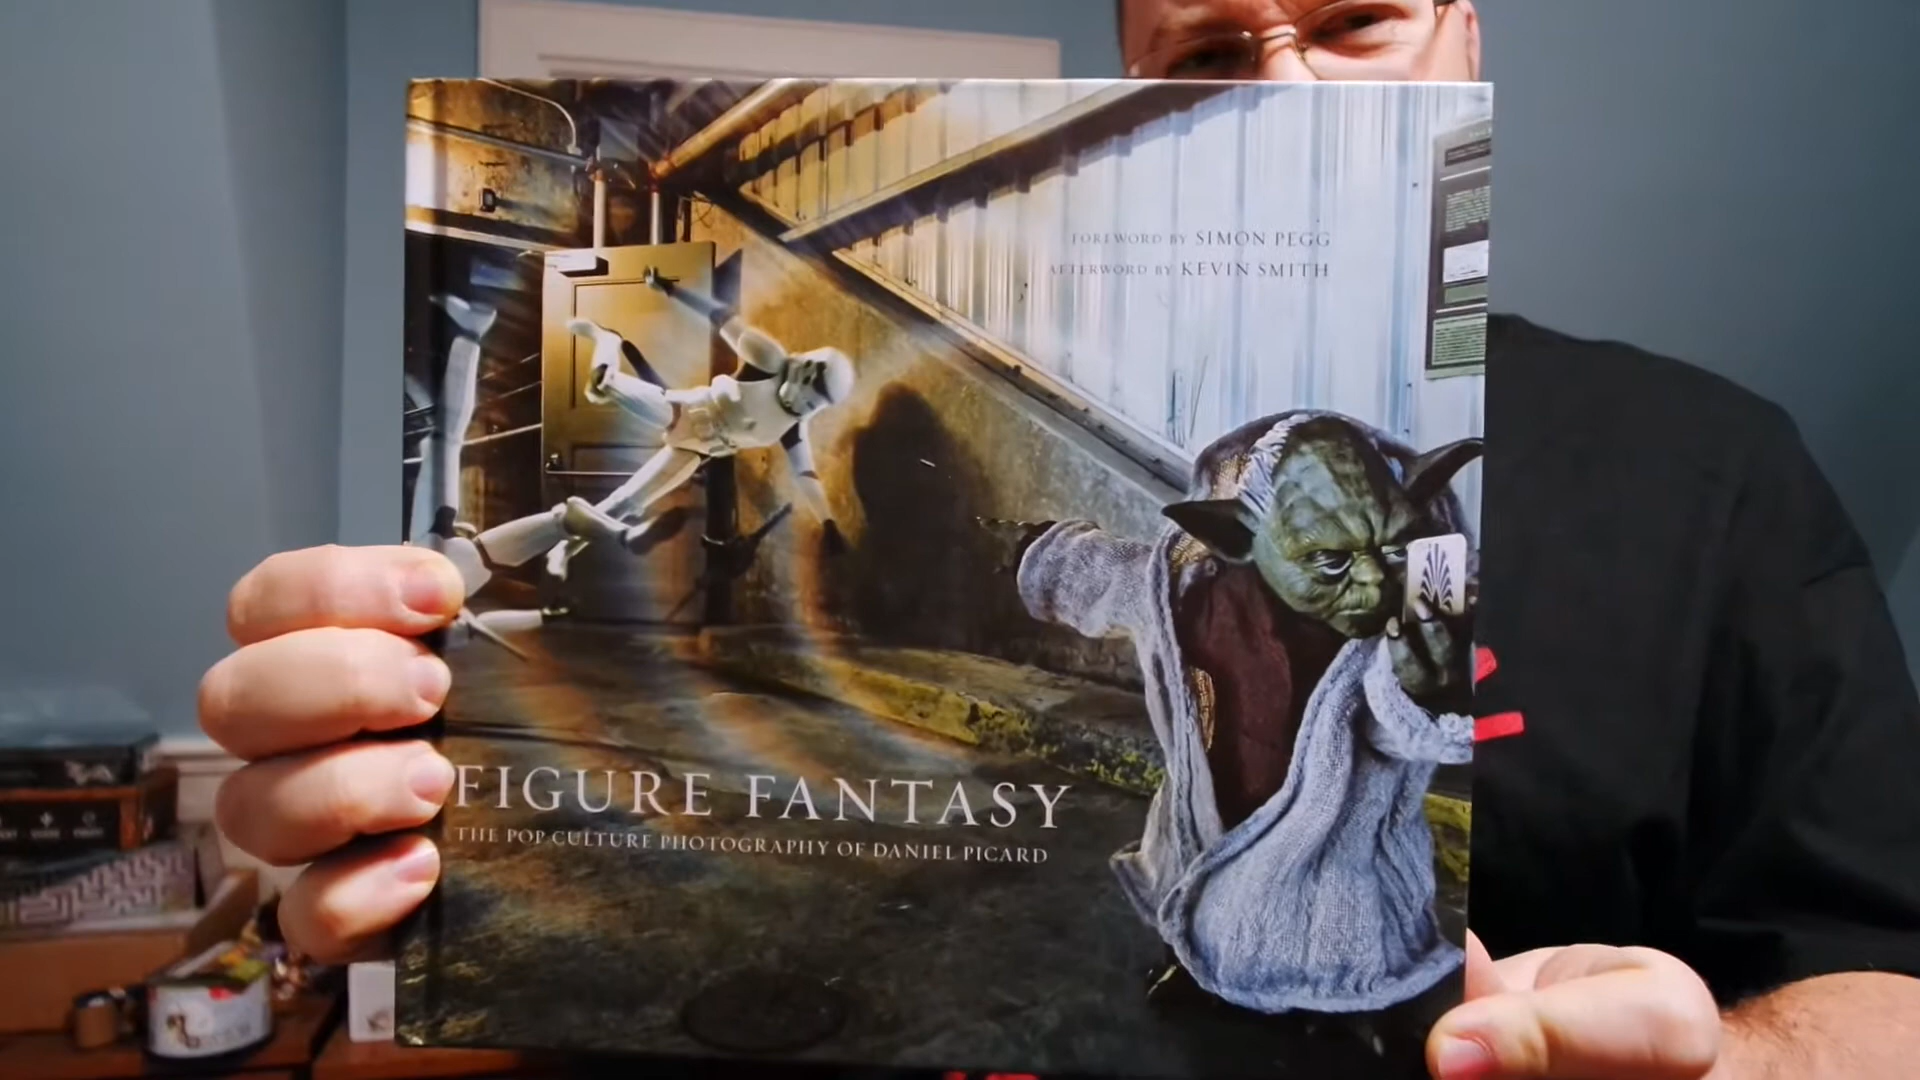 FOREWORD BY SIMON PEGG
AFTERWORD BY KEVIN SMITH
FIGURE FANTASY
THE POP CULTURE PHOTOGRAPHY OF DANIEL PICARD